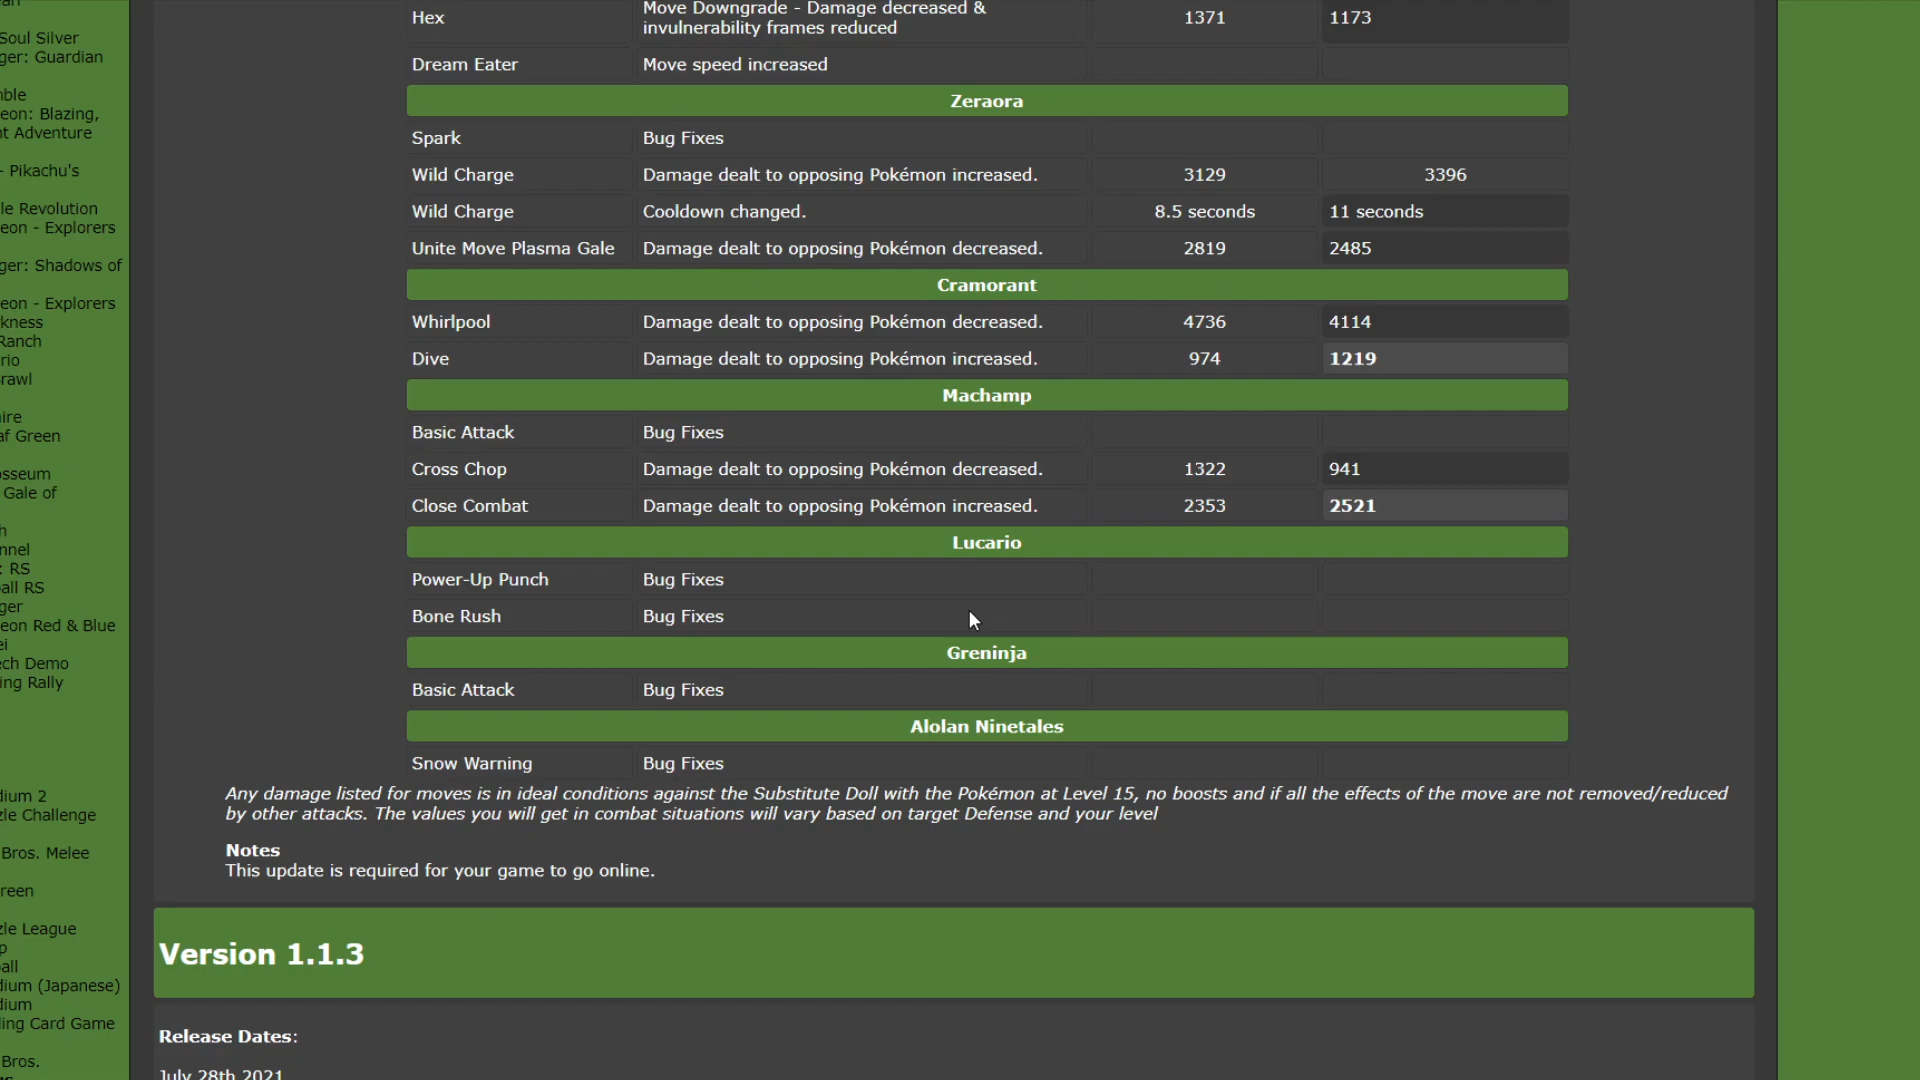 Soul Silver
ger: Guardian
eon: Blazing,
nt Adventure
- Pikachu's
le Revolution
eon - Explorers
ger: Shadows of
eon - Explorers
rkness
Ranch
rio
rawl
ire
af Green
osseum
Gale of
h
nnel
: RS
ball RS
ger
eon Red & Blue
ei
ech Demo
ing Rally
dium 2
zle Challenge
Bros. Melee
reen
zle League
p
all
dium (Japanese)
dium
ling Card Game
Bros.
Hex Move Downgrade - Damage decreased & 1371 1173
invulnerability frames reduced
Dream Eater Move speed increased
Zeraora
Spark Bug Fixes
Wild Charge Damage dealt to opposing Pokémon increased. 3129 3396
Wild Charge Cooldown changed. 8.5 seconds 11 seconds
Unite Move Plasma Gale Damage dealt to opposing Pokémon decreased. 2819 2485
Cramorant
Whirlpool Damage dealt to opposing Pokémon decreased. 4736 4114
Dive Damage dealt to opposing Pokémon increased. 974 1219
Machamp
Basic Attack Bug Fixes
Cross Chop Damage dealt to opposing Pokémon decreased. 1322 941
Close Combat Damage dealt to opposing Pokémon increased. 2353 2521
Lucario
Power-Up Punch Bug Fixes
Bone Rush Bug Fixes
Greninja
Basic Attack Bug Fixes
Alolan Ninetales
Snow Warning Bug Fixes
Any damage listed for moves is in ideal conditions against the Substitute Doll with the Pokémon at Level 15, no boosts and if all the effects of the move are not removed/reduced
by other attacks. The values you will get in combat situations will vary based on target Defense and your level
Notes
This update is required for your game to go online.
Version 1.1.3
Release Dates:
July 28th 2021